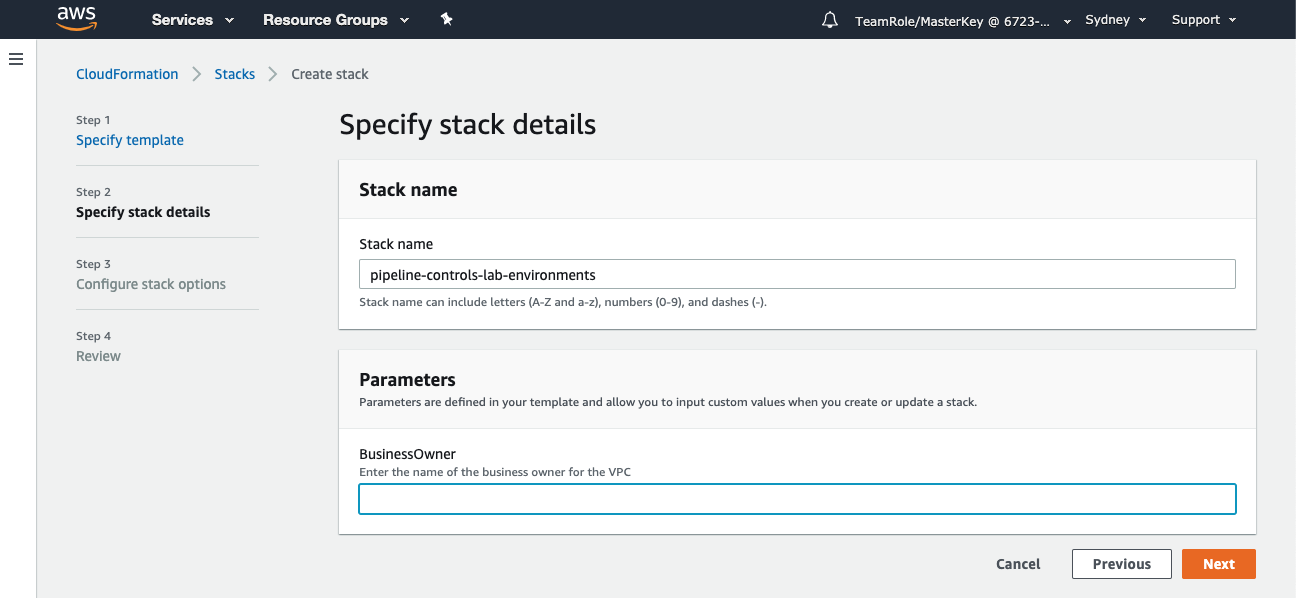 aws Services Resource Groups TeamRole/MasterKey @ 6723-... Sydney Support
CloudFormation Stacks Create stack
Step 1
Specify template
Step 2
Specify stack details
Step 3
Configure stack options
Step 4
Review
Specify stack details
Stack name
Stack name
pipeline-controls-lab-environments
Stack name can include letters (A-Z and a-z), numbers (0-9), and dashes (-).
Parameters
Parameters are defined in your template and allow you to input custom values when you create or update a stack.
BusinessOwner
Enter the name of the business owner for the VPC
Cancel Previous Next